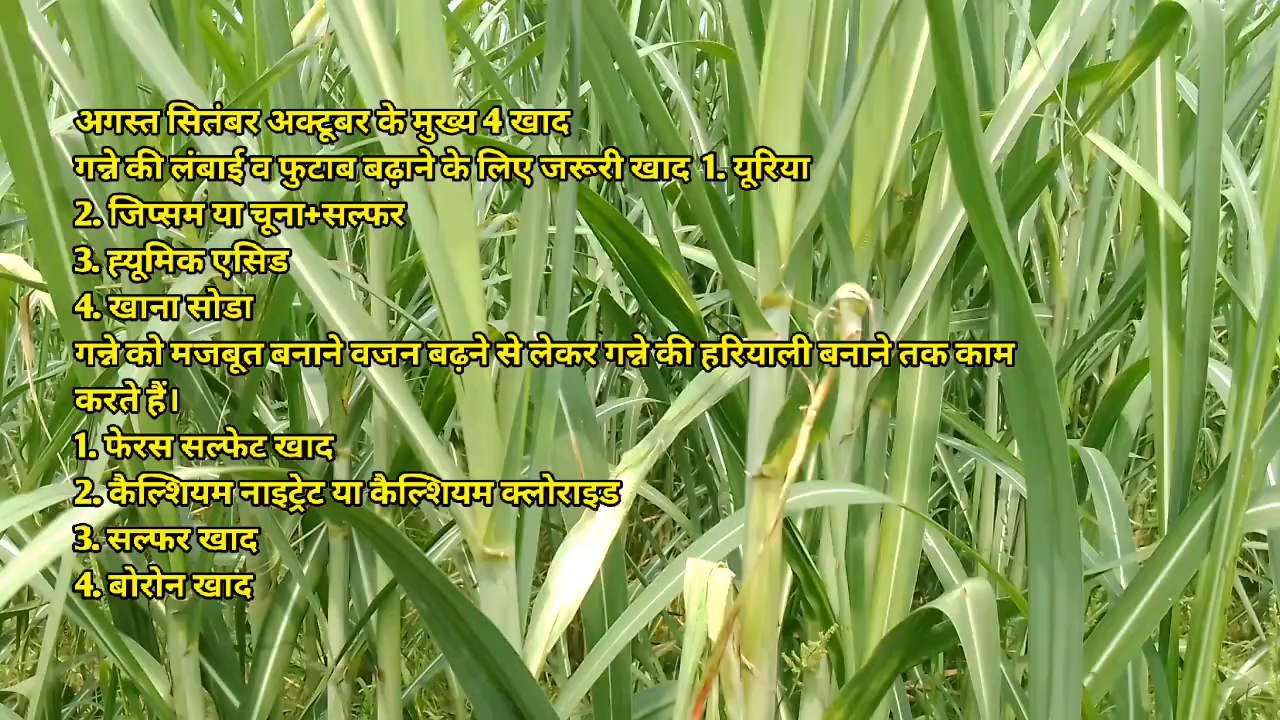 अगस्त सितंबर अक्टूबर के मुख्य 4 खाद
गन्ने की लंबाई व फुटाब बढ़ाने के लिए जरूरी खाद 1. यूरिया
2. जिप्सम या चूना+सल्फर
3. ह्यूमिक एसिड
4. खाना सोडा
गन्ने को मजबूत बनाने वजन बढ़ने से लेकर गन्ने की हरियाली बनाने तक काम
करते हैं।
1. फेरस सल्फेट खाद
2. कैल्शियम नाइट्रेट या कैल्शियम क्लोराइड
3. सल्फर खाद
4. बोरोन खाद